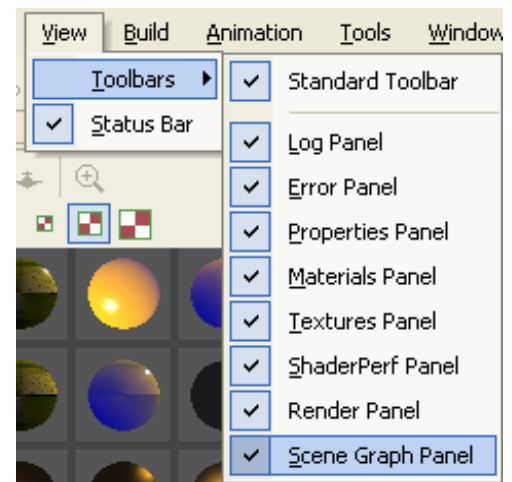 View Build Animation Tools Window
Toolbars
Status Bar
Standard Toolbar
Log Panel
Error Panel
Properties Panel
Materials Panel
Textures Panel
ShaderPerf Panel
Render Panel
Scene Graph Panel